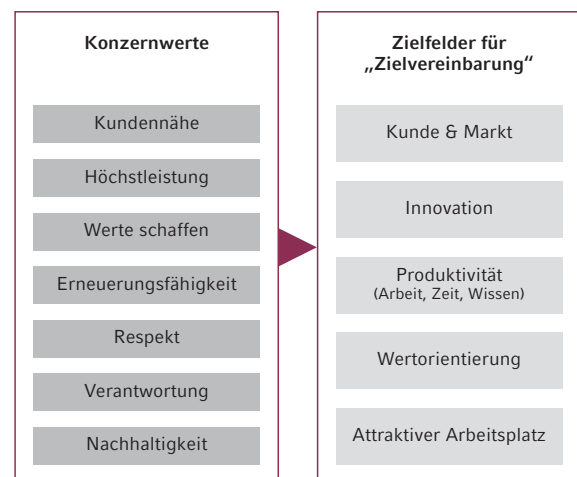 Konzernwerte
Kundennähe
Höchstleistung
Werte schaffen
Erneuerungsfähigkeit
Respekt
Verantwortung
Nachhaltigkeit
Zielfelder für
„Zielvereinbarung“
Kunde & Markt
Innovation
Produktivität
(Arbeit, Zeit, Wissen)
Wertorientierung
Attraktiver Arbeitsplatz